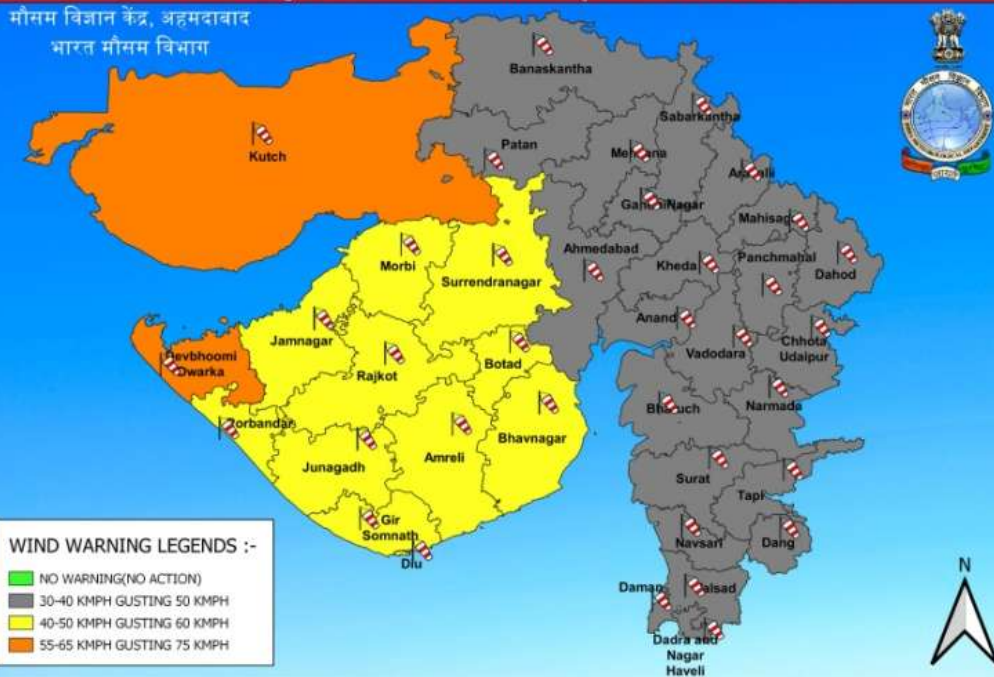 मौसम विज्ञान केंद्र, अहमदाबाद
भारत मौसम विभाग
Banaskantha
Sabarkantha
Kutch
Patan
Mahisagar
Ahmedabad
Panchmahal
Kheda
Dahod
Morbi
Surrendranagar
Anand
Chhota
Udaipur
Jamnagar
Vadodara
Botad
Devbhoomi
Dwarka
Rajkot
Narmada
Bharuch
Porbandar
Bhavnagar
Amreli
Junagadh
Surat
Tapi
Gir
Somnath
Navsari
Dang
Diu
Daman
Valsad
Dadra and
Nagar
Haveli
WIND WARNING LEGENDS :-
NO WARNING(NO ACTION)
30-40 KMPH GUSTING 50 KMPH
40-50 KMPH GUSTING 60 KMPH
55-65 KMPH GUSTING 75 KMPH
N